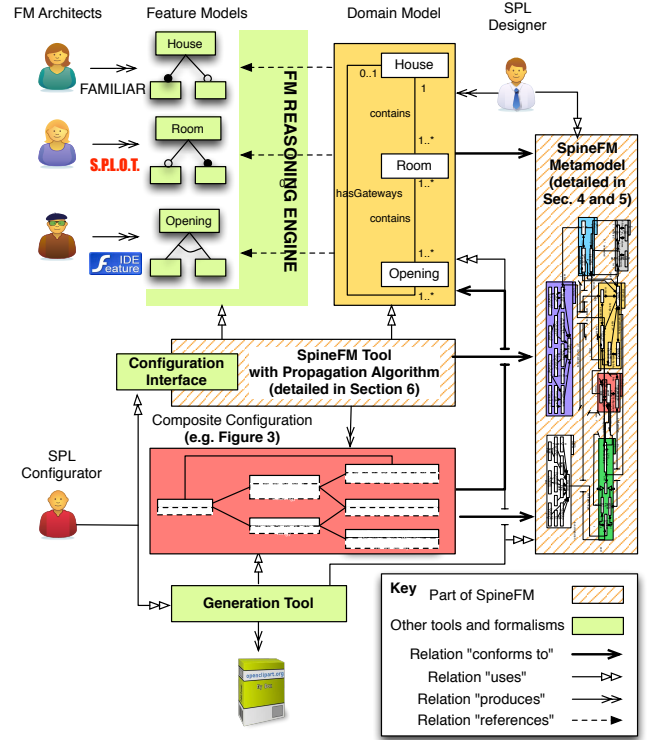 FM Architects
Feature Models
Domain Model
SPL
Designer
House
FAMILIAR
Room
S.P.L.O.T.
Opening
IDE
Feature
FM REASONING ENGINE
0..1
House
1
contains
1..*
Room
1..*
hasGateways
contains
1..*
Opening
1..*
SpineFM
Metamodel
(detailed in
Sec. 4 and 5)
Configuration
Interface
SpineFM Tool
with Propagation Algorithm
(detailed in Section 6)
Composite Configuration
(e.g. Figure 3)
SPL
Configurator
Generation Tool
openclipart.org
Key
Part of SpineFM
Other tools and formalisms
Relation "conforms to"
Relation "uses"
Relation "produces"
Relation "references"